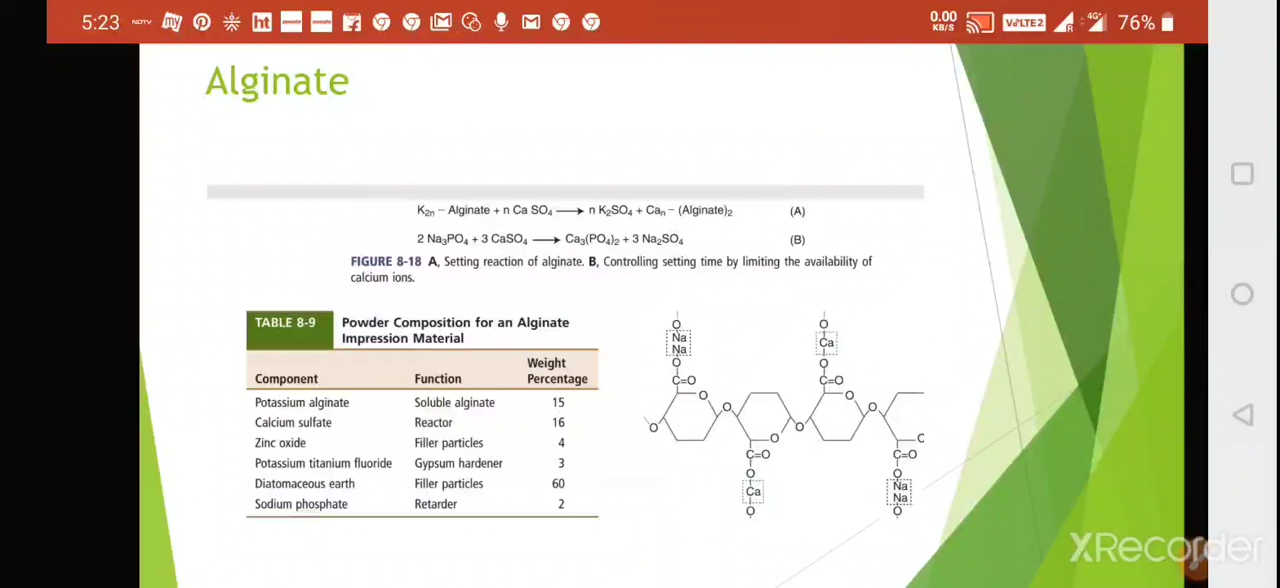 5:23 NDTV my ht 0.00 KB/S VoLTE2 R 4G+ 76%
Alginate
K2n − Alginate + n Ca SO4 ⟶ n K2SO4 + Can − (Alginate)2 (A)
2 Na3PO4 + 3 CaSO4 ⟶ Ca3(PO4)2 + 3 Na2SO4 (B)
FIGURE 8-18 A, Setting reaction of alginate. B, Controlling setting time by limiting the availability of
calcium ions.
TABLE 8-9 Powder Composition for an Alginate
Impression Material
Weight
Component Function Percentage
Potassium alginate Soluble alginate 15
Calcium sulfate Reactor 16
Zinc oxide Filler particles 4
Potassium titanium fluoride Gypsum hardener 3
Diatomaceous earth Filler particles 60
Sodium phosphate Retarder 2
O O
Na Ca
Na
O O
C=O C=O
O O
O O
O O
O O
C=O C=O
O O
Ca Na
Na
O O
XRecorder